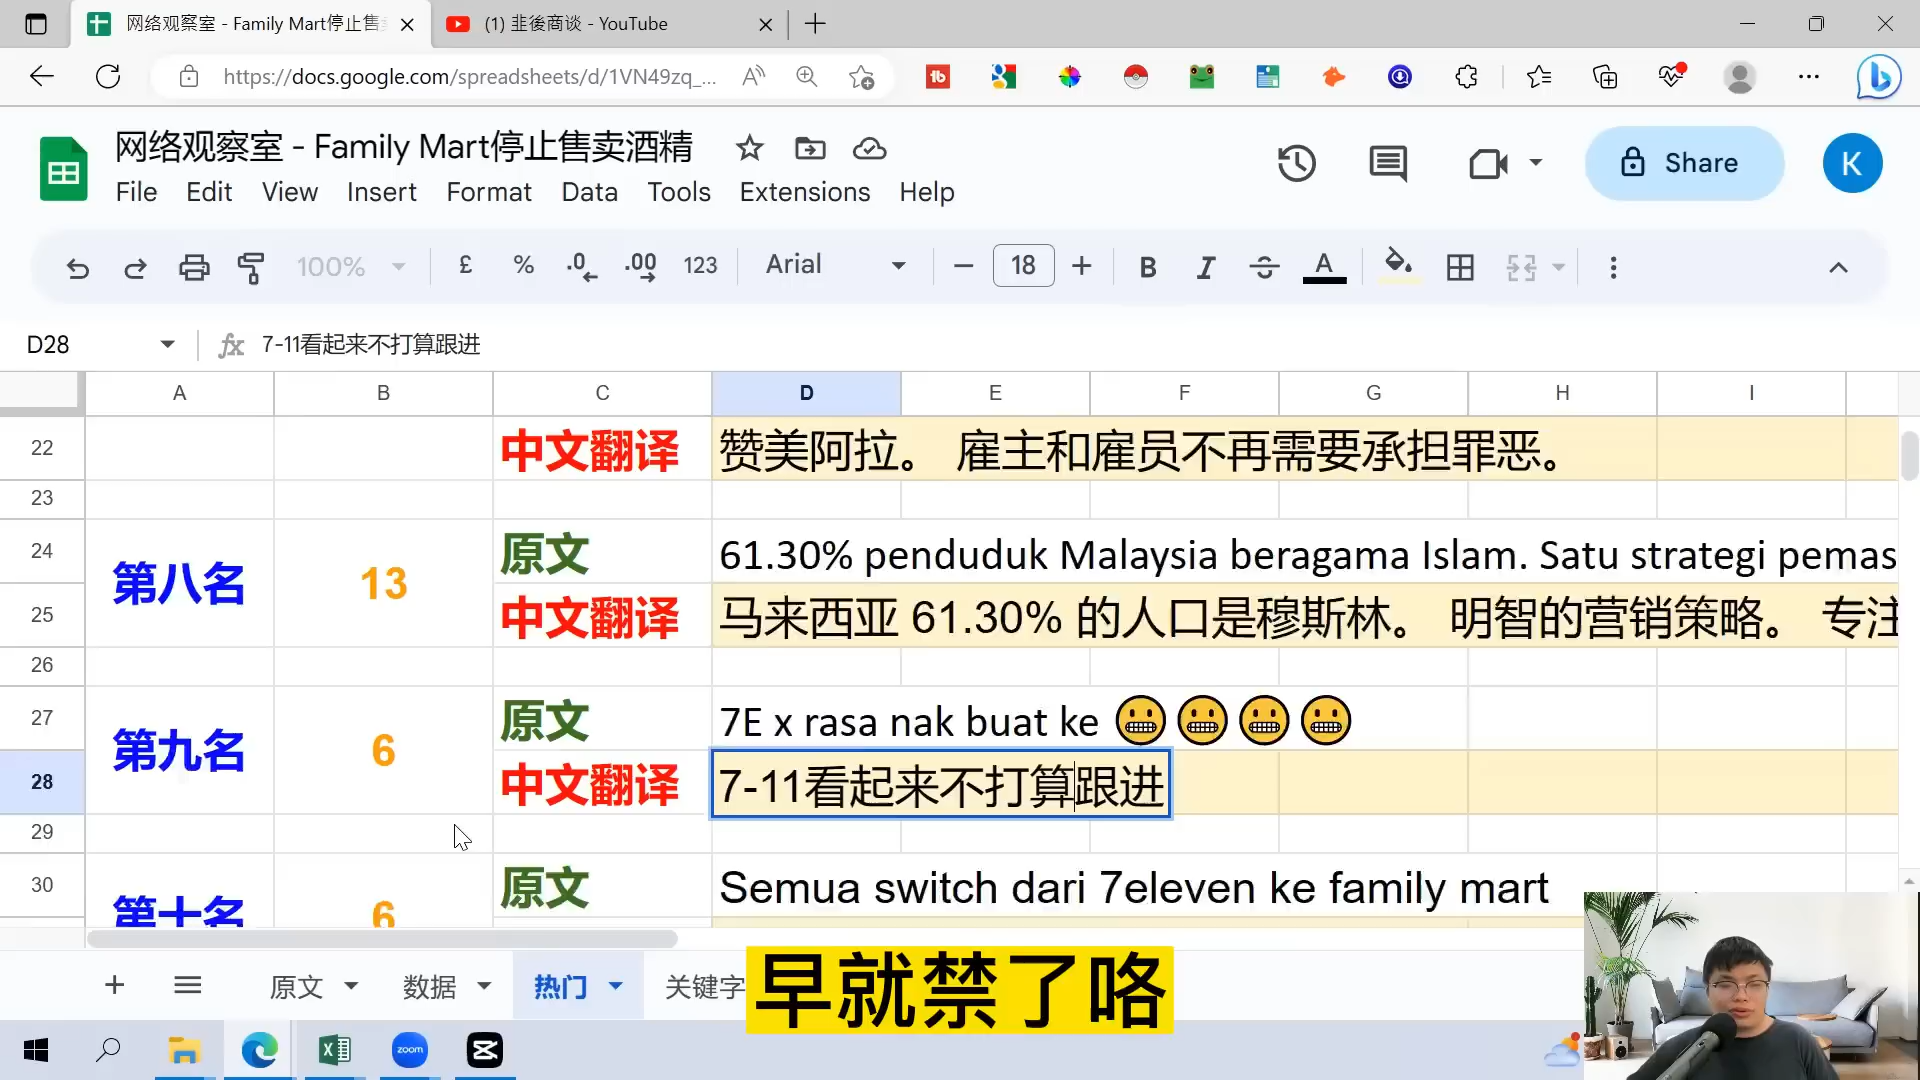 网络观察室 - Family Mart停止售
(1) 韭後商谈 - YouTube
https://docs.google.com/spreadsheets/d/1VN49zq_...
网络观察室 - Family Mart停止售卖酒精
Share
K
File Edit View Insert Format Data Tools Extensions Help
100% £ % .0 .00 123 Arial 18 B I A
D28 fx 7-11看起来不打算跟进
A B C D E F G H I
22 中文翻译 赞美阿拉。 雇主和雇员不再需要承担罪恶。
23
24 原文 61.30% penduduk Malaysia beragama Islam. Satu strategi pemas
第八名 13
25 中文翻译 马来西亚 61.30% 的人口是穆斯林。 明智的营销策略。 专注
26
27 原文 7E x rasa nak buat ke 😬😬😬😬
第九名 6
28 中文翻译 7-11看起来不打算跟进
29
30 原文 Semua switch dari 7eleven ke family mart
第十名 6
原文 数据 热门 关键字
早就禁了咯
zoom